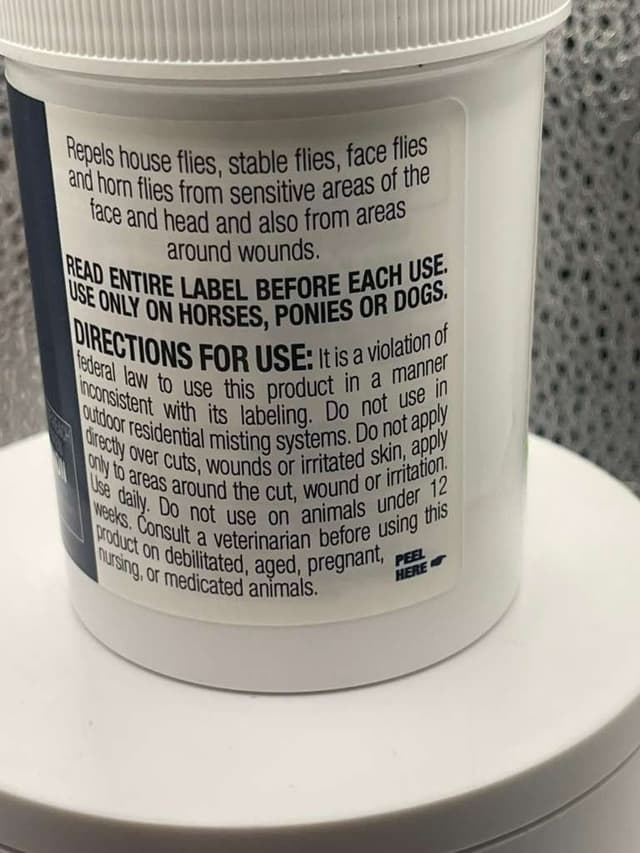 Repels house flies, stable flies, face flies
and horn flies from sensitive areas of the
face and head and also from areas
around wounds.
READ ENTIRE LABEL BEFORE EACH USE.
USE ONLY ON HORSES, PONIES OR DOGS.
DIRECTIONS FOR USE: It is a violation of
federal law to use this product in a manner
inconsistent with its labeling. Do not use in
outdoor residential misting systems. Do not apply
directly over cuts, wounds or irritated skin, apply
only to areas around the cut, wound or irritation.
Use daily. Do not use on animals under 12
weeks. Consult a veterinarian before using this
product on debilitated, aged, pregnant,
nursing, or medicated animals.
PEEL
HERE